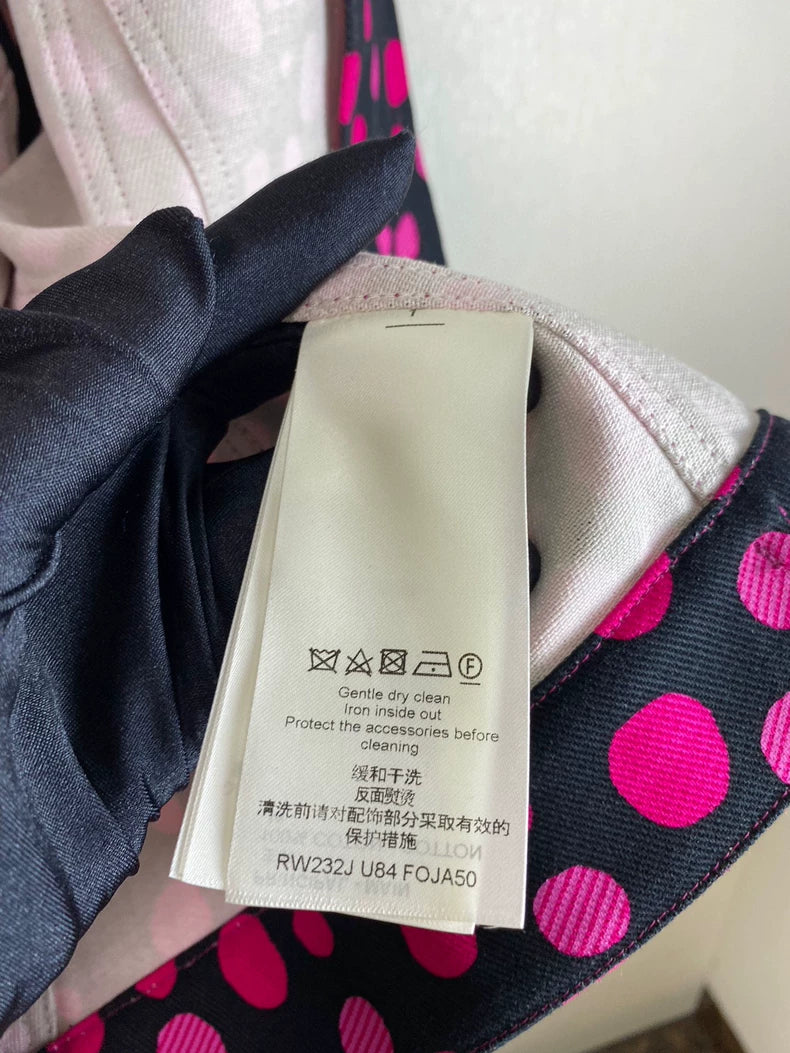 Gentle dry clean
Iron inside out
Protect the accessories before
cleaning
缓和干洗
反面熨烫
清洗前请对配饰部分采取有效的
保护措施
RW232J U84 FOJA50